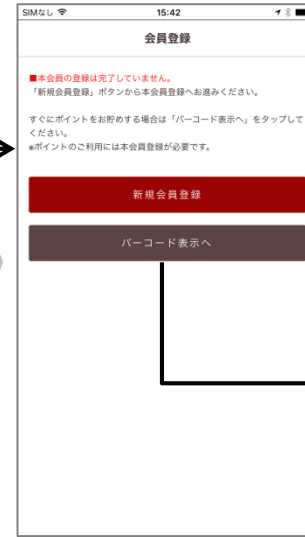 SIMなし 15:42
会員登録
■本会員の登録は完了していません。
「新規会員登録」ボタンから本会員登録へお進みください。
すぐにポイントをお貯めする場合は「バーコード表示へ」をタップして
ください。
※ポイントのご利用には本会員登録が必要です。
新規会員登録
バーコード表示へ